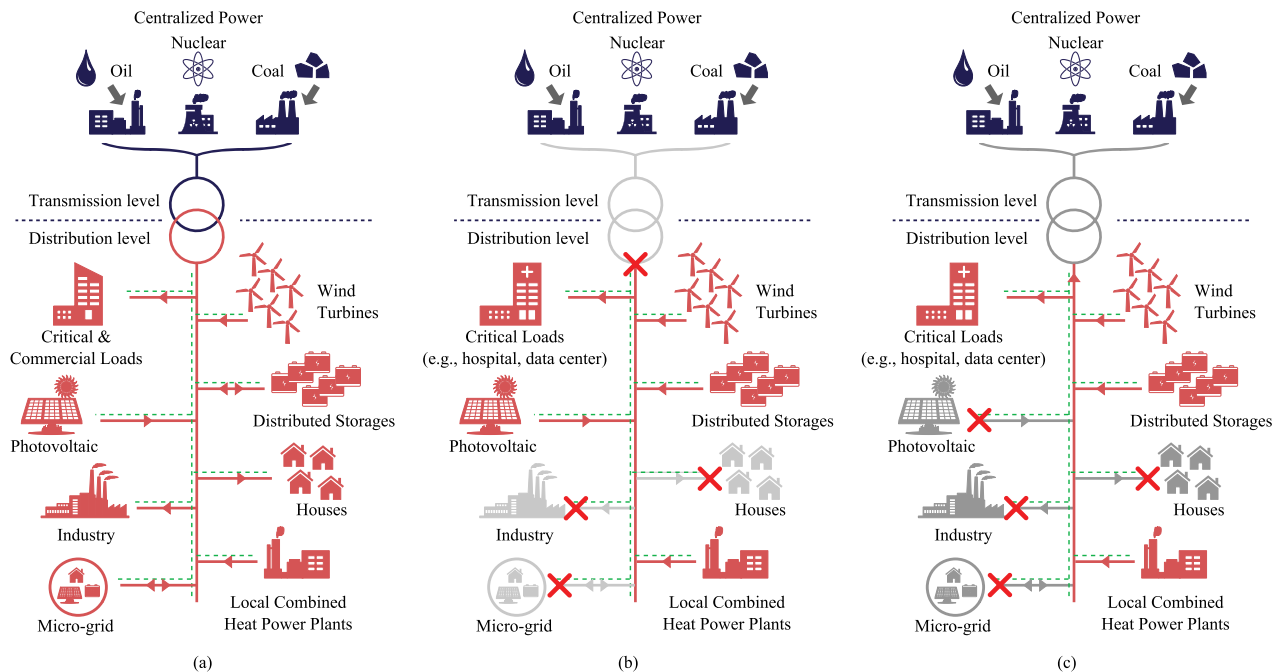 Centralized Power
Nuclear
Oil
Coal
Transmission level
Distribution level
Wind
Turbines
Critical &
Commercial Loads
Distributed Storages
Photovoltaic
Houses
Industry
Local Combined
Heat Power Plants
Micro-grid
(a)
Centralized Power
Nuclear
Oil
Coal
Transmission level
Distribution level
Wind
Turbines
Critical Loads
(e.g., hospital, data center)
Distributed Storages
Photovoltaic
Houses
Industry
Local Combined
Heat Power Plants
Micro-grid
(b)
Centralized Power
Nuclear
Oil
Coal
Transmission level
Distribution level
Wind
Turbines
Critical Loads
(e.g., hospital, data center)
Distributed Storages
Photovoltaic
Houses
Industry
Local Combined
Heat Power Plants
Micro-grid
(c)